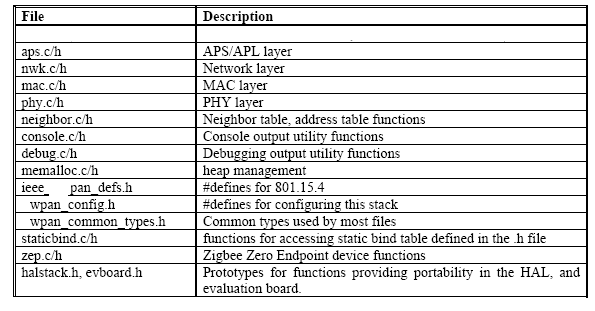 File Description
aps.c/h APS/APL layer
nwk.c/h Network layer
mac.c/h MAC layer
phy.c/h PHY layer
neighbor.c/h Neighbor table, address table functions
console.c/h Console output utility functions
debug.c/h Debugging output utility functions
memalloc.c/h heap management
ieee_ pan_defs.h #defines for 801.15.4
wpan_config.h #defines for configuring this stack
wpan_common_types.h Common types used by most files
staticbind.c/h functions for accessing static bind table defined in the .h file
zep.c/h Zigbee Zero Endpoint device functions
halstack.h, evboard.h Prototypes for functions providing portability in the HAL, and
evaluation board.